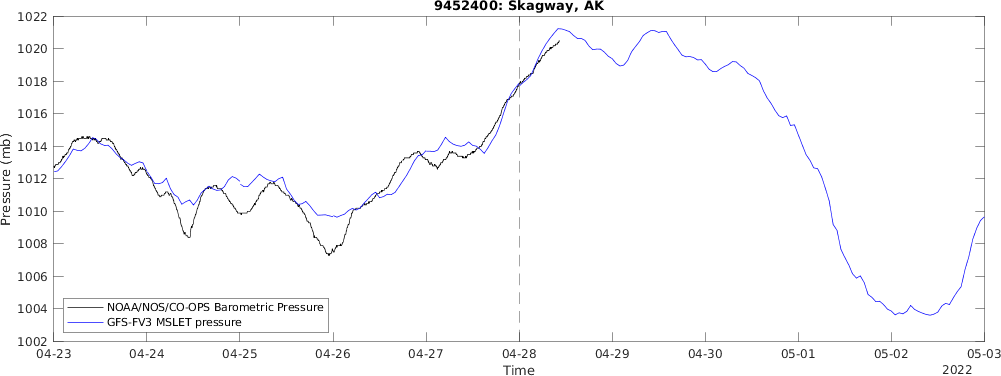 9452400: Skagway, AK
1022
1020
1018
1016
1014
1012
1010
1008
1006
1004
1002
Pressure (mb)
NOAA/NOS/CO-OPS Barometric Pressure
GFS-FV3 MSLET pressure
04-23 04-24 04-25 04-26 04-27 04-28 04-29 04-30 05-01 05-02 05-03
Time
2022